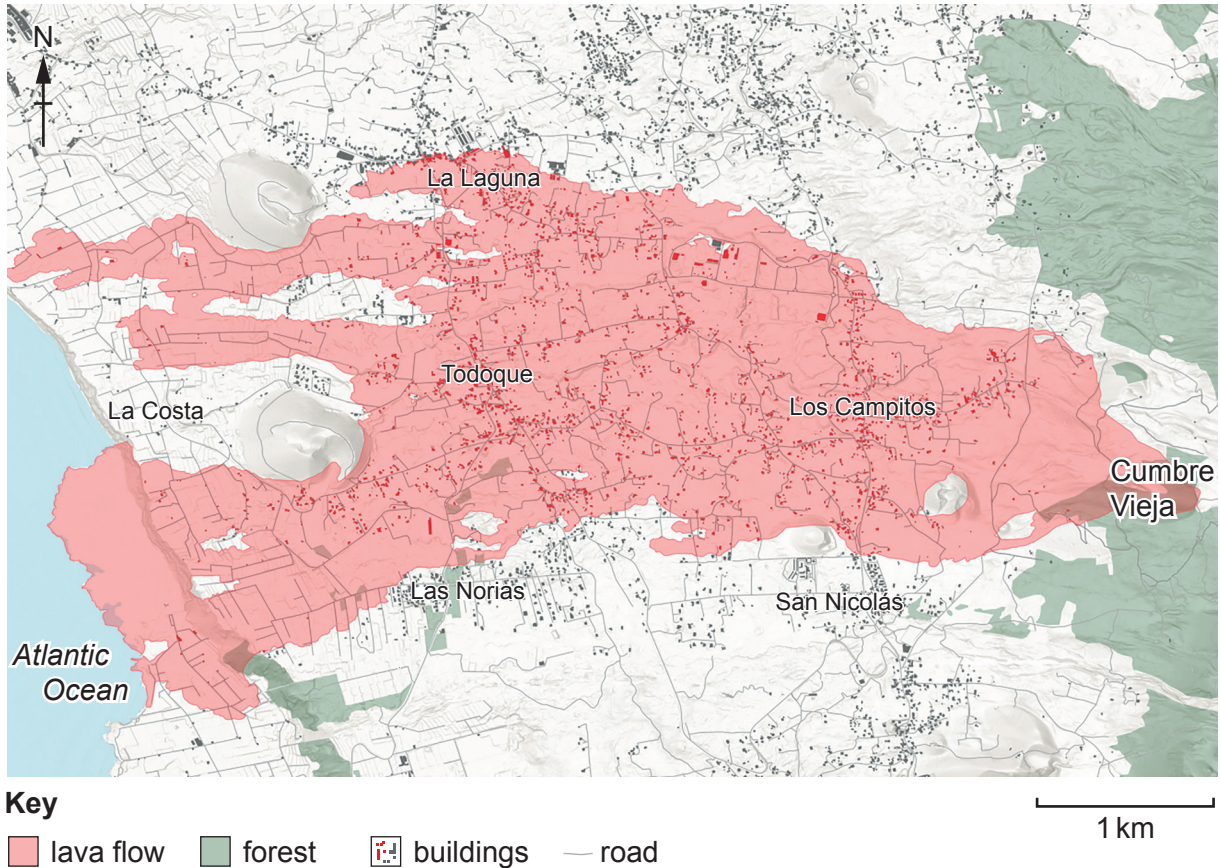 N
La Laguna
Todoque
La Costa
Los Campitos
Cumbre
Vieja
Las Norias
San Nicolás
Atlantic
Ocean
Key
1 km
lava flow
forest
buildings
road